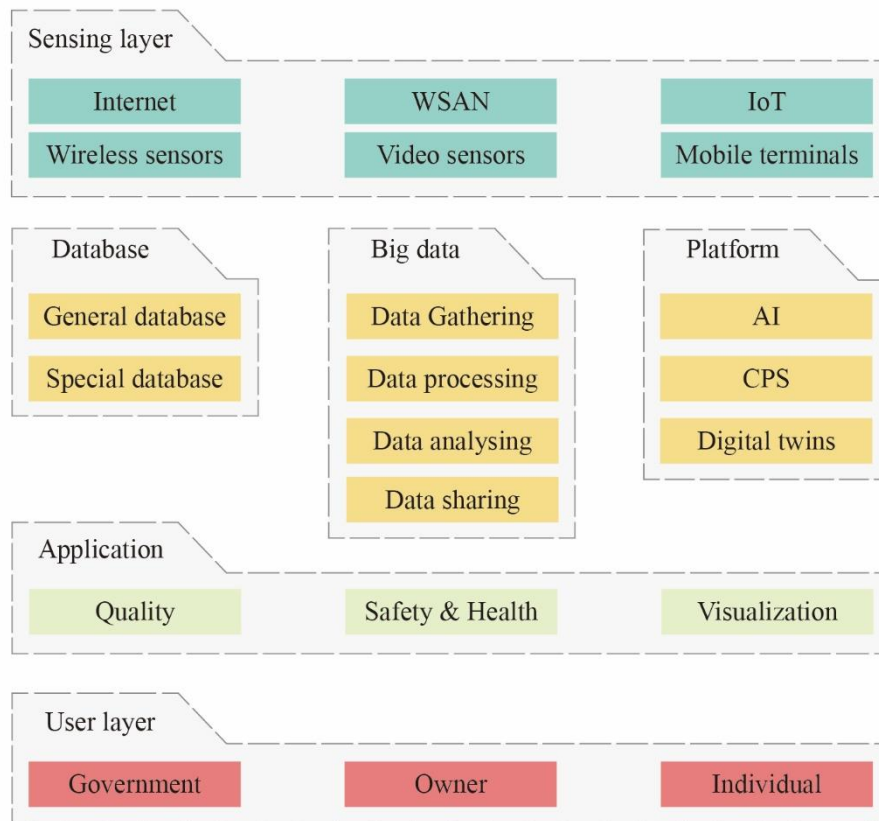 Sensing layer
Internet
WSAN
IoT
Wireless sensors
Video sensors
Mobile terminals
Database
General database
Special database
Big data
Data Gathering
Data processing
Data analysing
Data sharing
Platform
AI
CPS
Digital twins
Application
Quality
Safety & Health
Visualization
User layer
Government
Owner
Individual